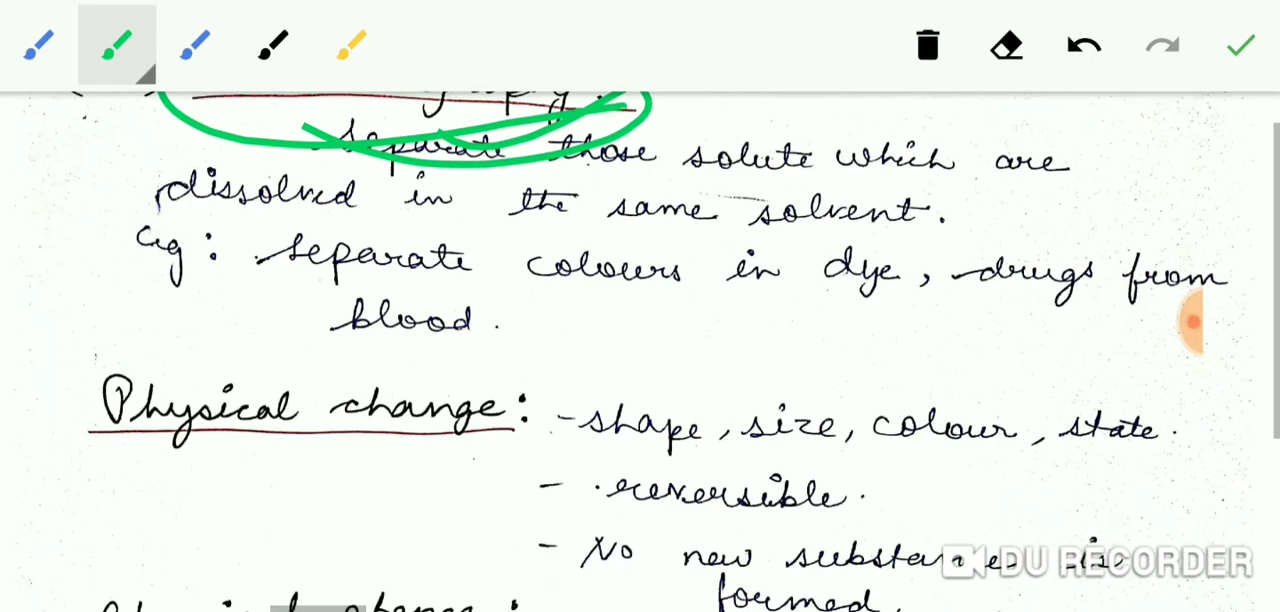 separate those solute which are
dissolved in the same solvent.
eg: separate colours in dye, drugs from
blood.
Physical change: - shape, size, colour, state.
- reversible.
- No new substance is
formed.
DU RECORDER